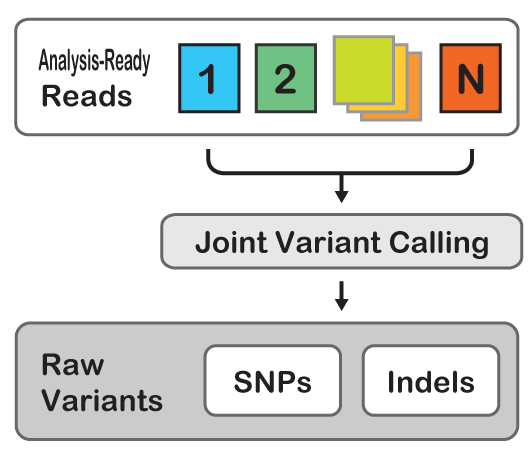 Analysis-Ready
Reads
1 2 N
Joint Variant Calling
Raw
Variants
SNPs Indels